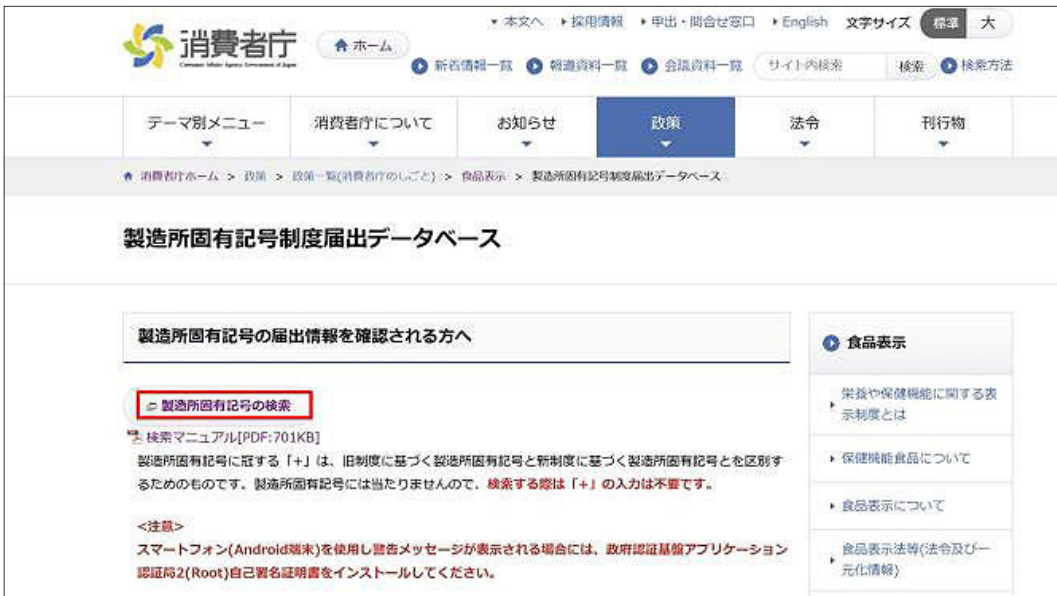 本文へ 採用情報 申出・問合せ窓口 English 文字サイズ 標準 大
消費者庁
Consumer Affairs Agency, Government of Japan
ホーム
新着情報一覧 報道資料一覧 会議資料一覧 サイト内検索 検索 検索方法
テーマ別メニュー 消費者庁について お知らせ 政策 法令 刊行物
消費者庁ホーム > 政策 > 政策一覧(消費者庁のしごと) > 食品表示 > 製造所固有記号制度届出データベース
製造所固有記号制度届出データベース
製造所固有記号の届出情報を確認される方へ
製造所固有記号の検索
検索マニュアル[PDF:701KB]
製造所固有記号に冠する「+」は、旧制度に基づく製造所固有記号と新制度に基づく製造所固有記号とを区別す
るためのものです。製造所固有記号には当たりませんので、検索する際は「+」の入力は不要です。
<注意>
スマートフォン(Android端末)を使用し警告メッセージが表示される場合には、政府認証基盤アプリケーション
認証局2(Root)自己署名証明書をインストールしてください。
食品表示
栄養や保健機能に関する表
示制度とは
保健機能食品について
食品表示について
食品表示法等(法令及び一
元化情報)